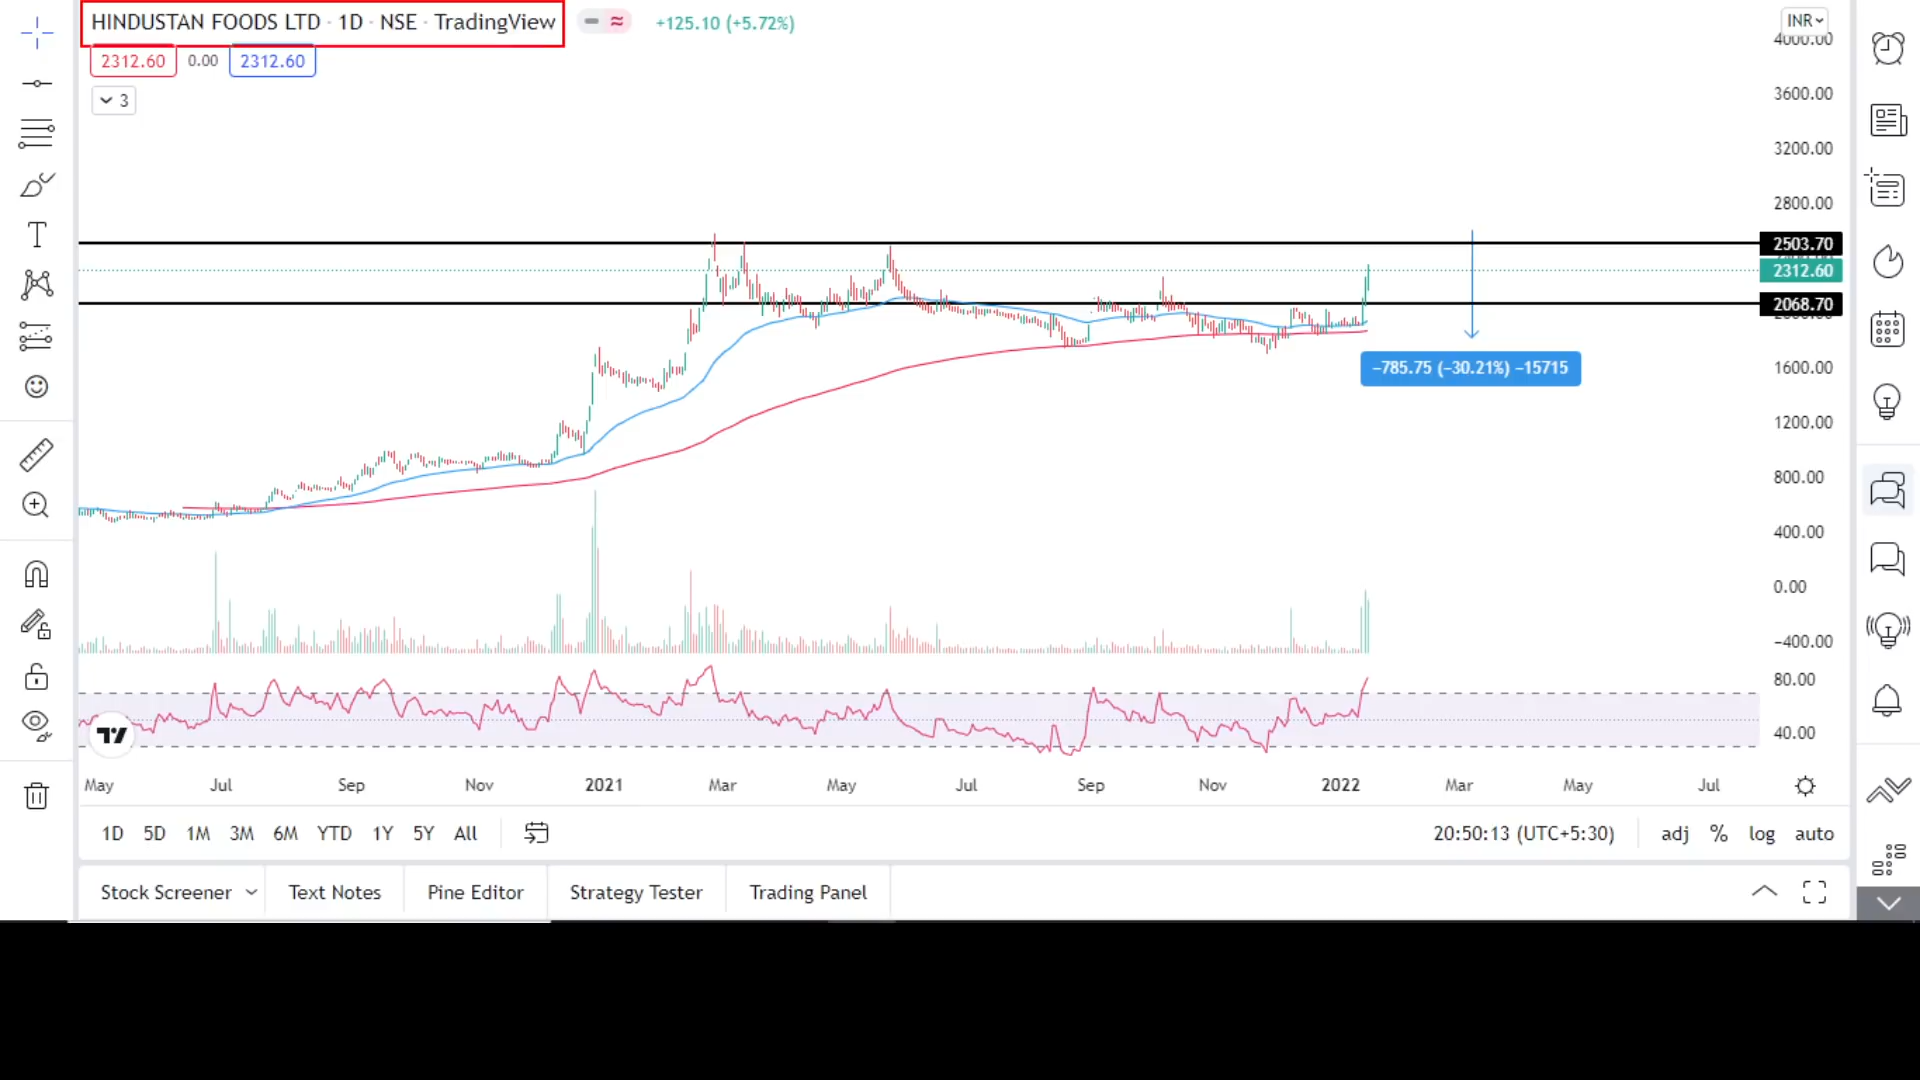 HINDUSTAN FOODS LTD · 1D · NSE · TradingView
+125.10 (+5.72%)
INR
2312.60 0.00 2312.60
3
4000.00
3600.00
3200.00
2800.00
2503.70
2312.60
2068.70
1600.00
1200.00
800.00
400.00
0.00
−400.00
80.00
40.00
−785.75 (−30.21%) −15715
May Jul Sep Nov 2021 Mar May Jul Sep Nov 2022 Mar May Jul
1D 5D 1M 3M 6M YTD 1Y 5Y All 20:50:13 (UTC+5:30) adj % log auto
Stock Screener Text Notes Pine Editor Strategy Tester Trading Panel